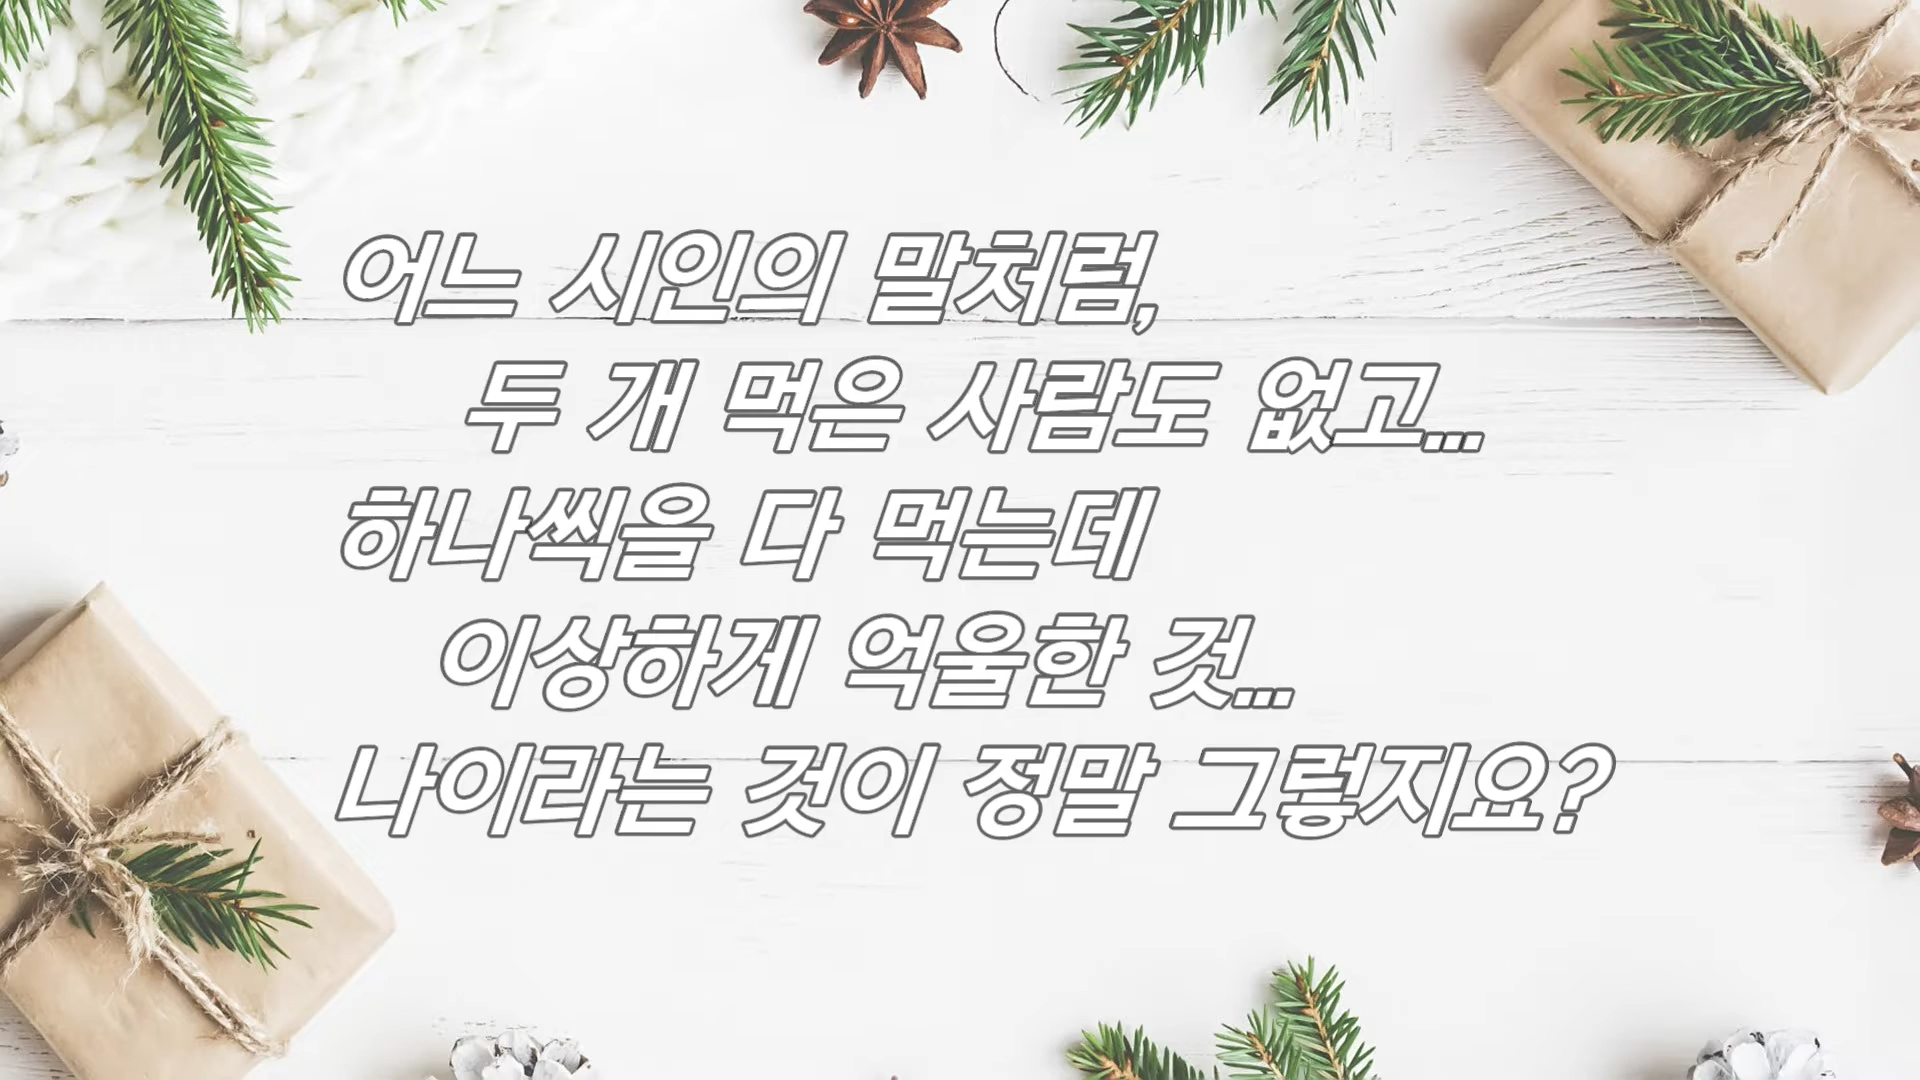 어느 시인의 말처럼,
두 개 먹은 사람도 없고...
하나씩을 다 먹는데
이상하게 억울한 것...
나이라는 것이 정말 그렇지요?